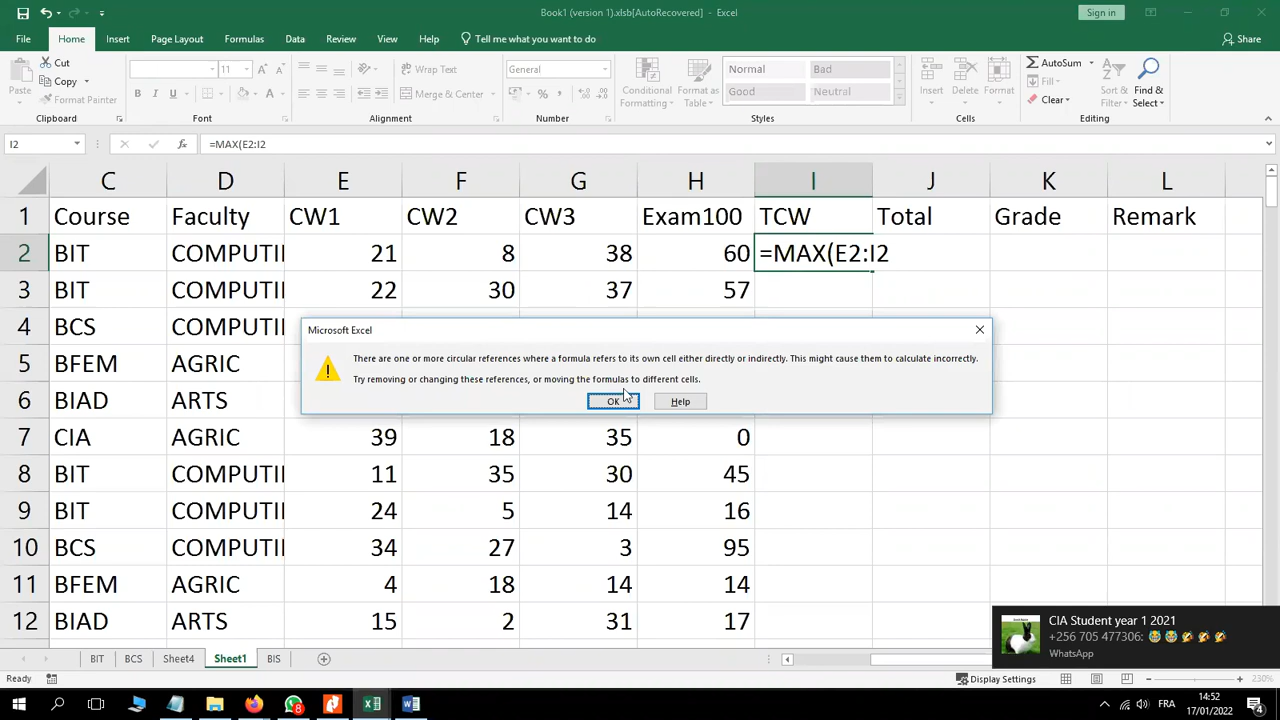 Book1 (version 1).xlsb[AutoRecovered] - Excel
Sign in
File Home Insert Page Layout Formulas Data Review View Help Tell me what you want to do Share
Paste
Cut
Copy
Format Painter
Clipboard
11
B I U
Font
Wrap Text
Merge & Center
Alignment
General
%
Number
Conditional Formatting
Format as Table
Normal Bad
Good Neutral
Styles
Insert Delete Format
Cells
AutoSum
Fill
Clear
Sort & Filter
Find & Select
Editing
I2 fx =MAX(E2:I2
C D E F G H I J K L
1 Course Faculty CW1 CW2 CW3 Exam100 TCW Total Grade Remark
2 BIT COMPUTI 21 8 38 60 =MAX(E2:I2
3 BIT COMPUTI 22 30 37 57
4 BCS COMPUTI
5 BFEM AGRIC
6 BIAD ARTS
7 CIA AGRIC 39 18 35 0
8 BIT COMPUTI 11 35 30 45
9 BIT COMPUTI 24 5 14 16
10 BCS COMPUTI 34 27 3 95
11 BFEM AGRIC 4 18 14 14
12 BIAD ARTS 15 2 31 17
Microsoft Excel
There are one or more circular references where a formula refers to its own cell either directly or indirectly. This might cause them to calculate incorrectly.
Try removing or changing these references, or moving the formulas to different cells.
OK Help
CIA Student year 1 2021
+256 705 477306: 😂😂🤣🤣🤣
WhatsApp
BIT BCS Sheet4 Sheet1 BIS
Ready Display Settings 230%
8 FRA 14:52
17/01/2022 4